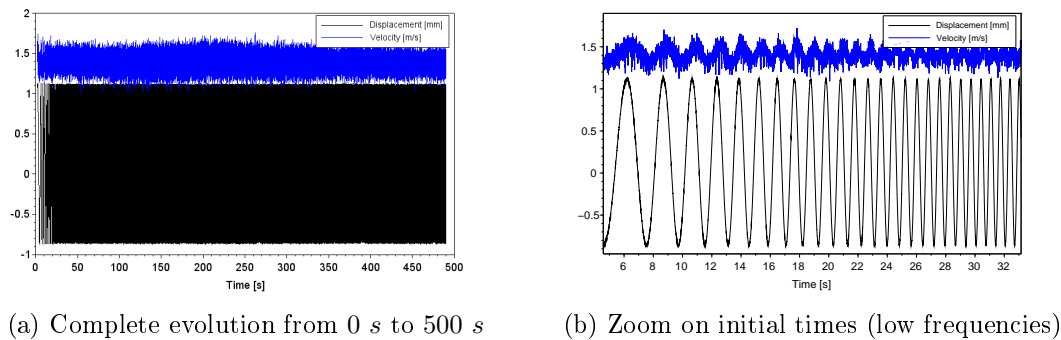 2
1.5
1
0.5
0
-0.5
-1
0 50 100 150 200 250 300 350 400 450 500
Time [s]
Displacement [mm]
Velocity [m/s]
(a) Complete evolution from 0 s to 500 s
1.5
1
0.5
0
−0.5
6 8 10 12 14 16 18 20 22 24 26 28 30 32
Time [s]
Displacement [mm]
Velocity [m/s]
(b) Zoom on initial times (low frequencies)